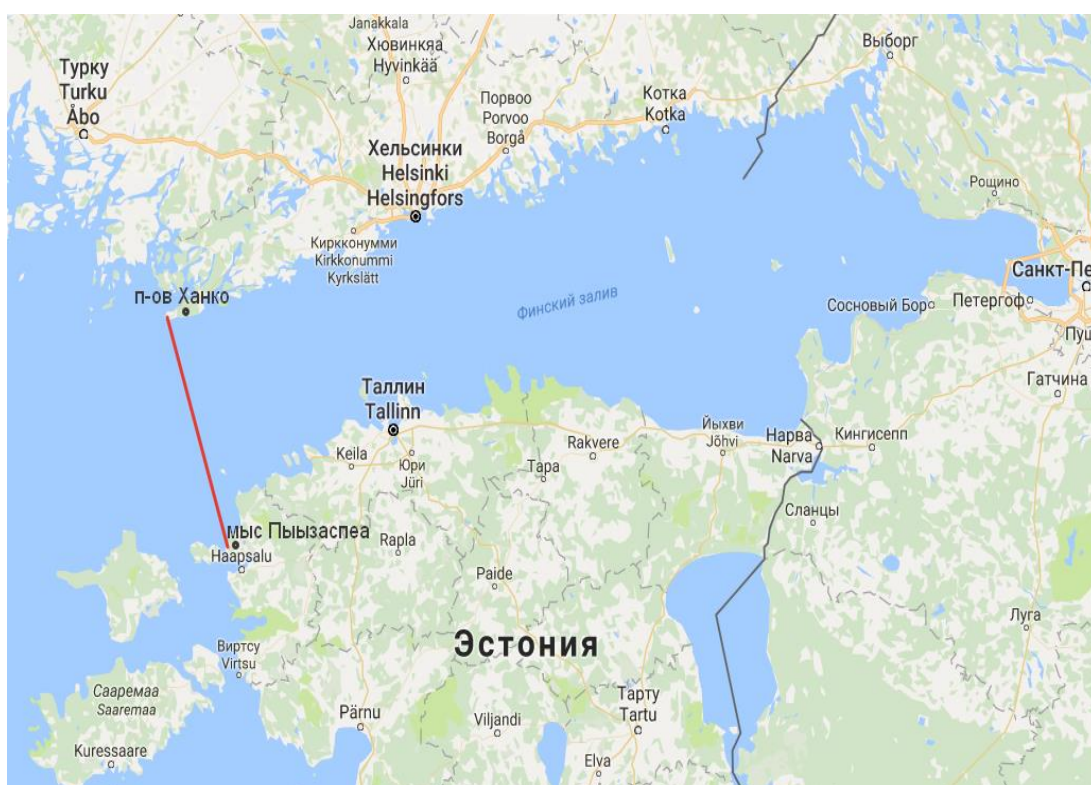 Janakkala
Хювинкяа
Hyvinkää
Выборг
Турку
Turku
Åbo
Порвоо
Porvoo
Borgå
Котка
Kotka
Хельсинки
Helsinki
Helsingfors
Рощино
Киркконумми
Kirkkonummi
Kyrkslätt
Санкт-Пе
п-ов Ханко
Финский залив
Сосновый Бор
Петергоф
Пуш
Гатчина
Таллин
Tallinn
Keila
Юри
Jüri
Rakvere
Тапа
Йыхви
Jõhvi
Нарва
Narva
Кингисепп
Сланцы
мыс Пыызаспеа
Haapsalu
Rapla
Paide
Луга
Виртсу
Virtsu
Эстония
Сааремаа
Saaremaa
Pärnu
Viljandi
Тарту
Tartu
Kuressaare
Elva